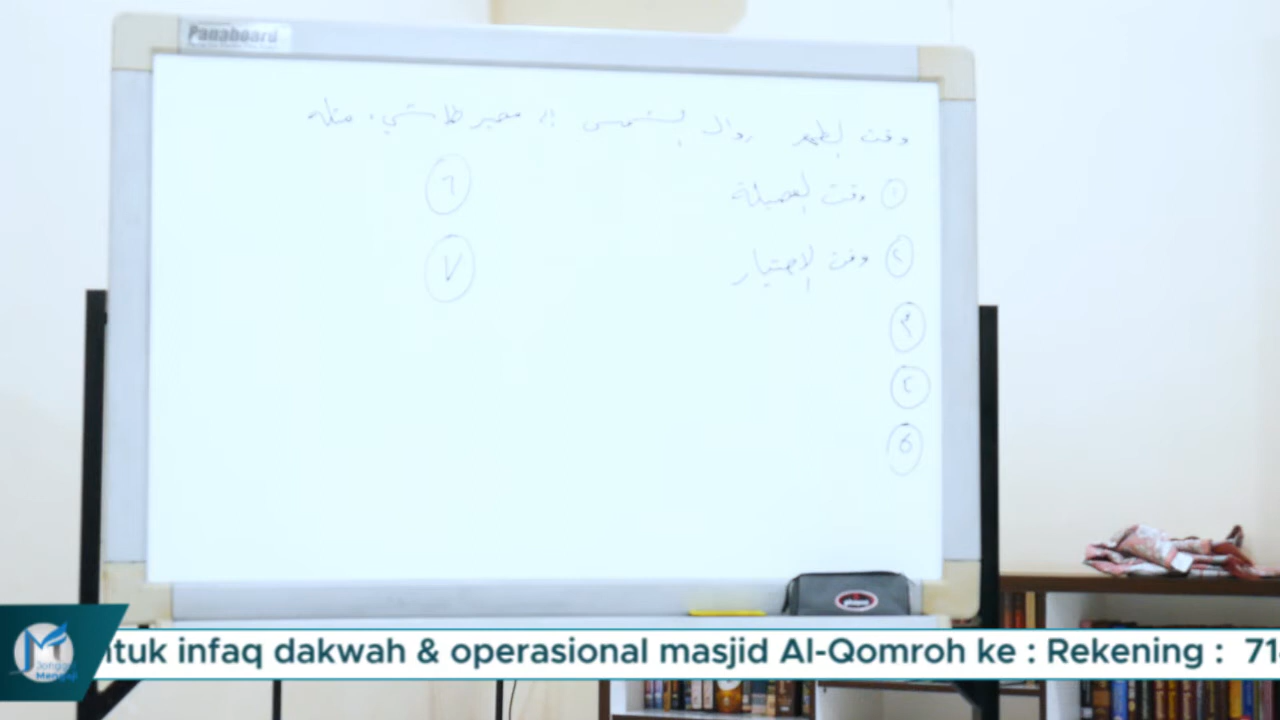 Panaboard
وقت الظهر زوال الشمس إلى مصير ظل الشيء مثله
١ وقت الفضيلة
٦
٢ وقت الاختيار
٧
٣
٤
٥
ntuk infaq dakwah & operasional masjid Al-Qomroh ke : Rekening : 71